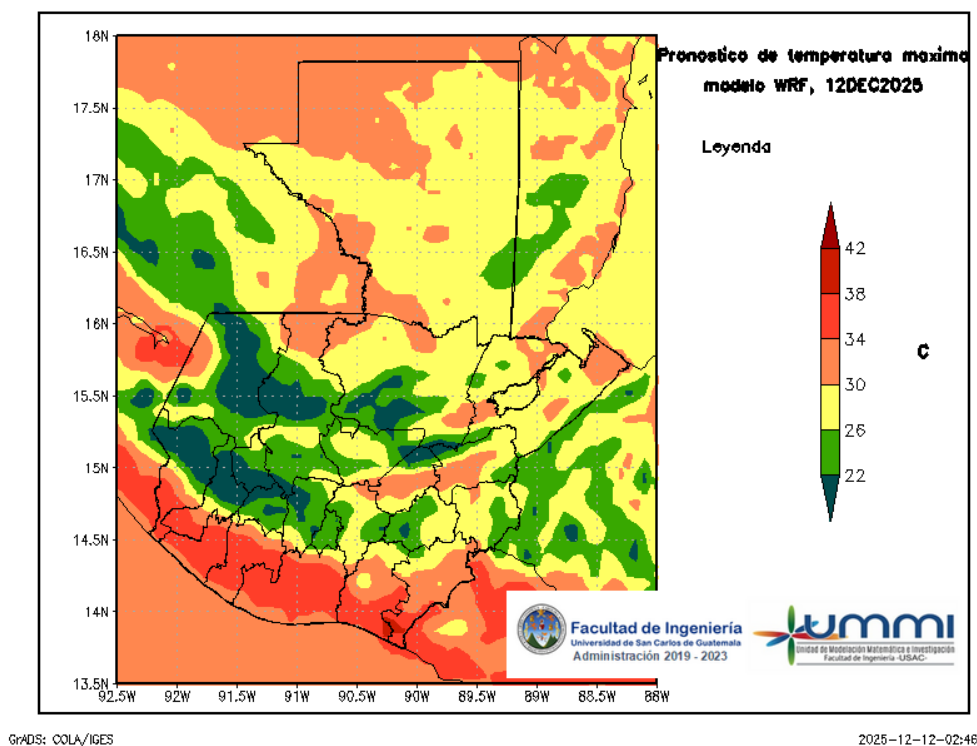 Pronostico de temperatura maxima
modelo WRF, 12DEC2025
Leyenda
42
38
34
30
26
22
C
18N
17.5N
17N
16.5N
16N
15.5N
15N
14.5N
14N
13.5N
92.5W
92W
91.5W
91W
90.5W
90W
89.5W
89W
88.5W
88W
Facultad de Ingeniería
Universidad de San Carlos de Guatemala
Administración 2019 - 2023
ummi
Unidad de Modelación Matemática e Investigación
Facultad de Ingeniería -USAC-
GrADS: COLA/IGES
2025-12-12-02:46